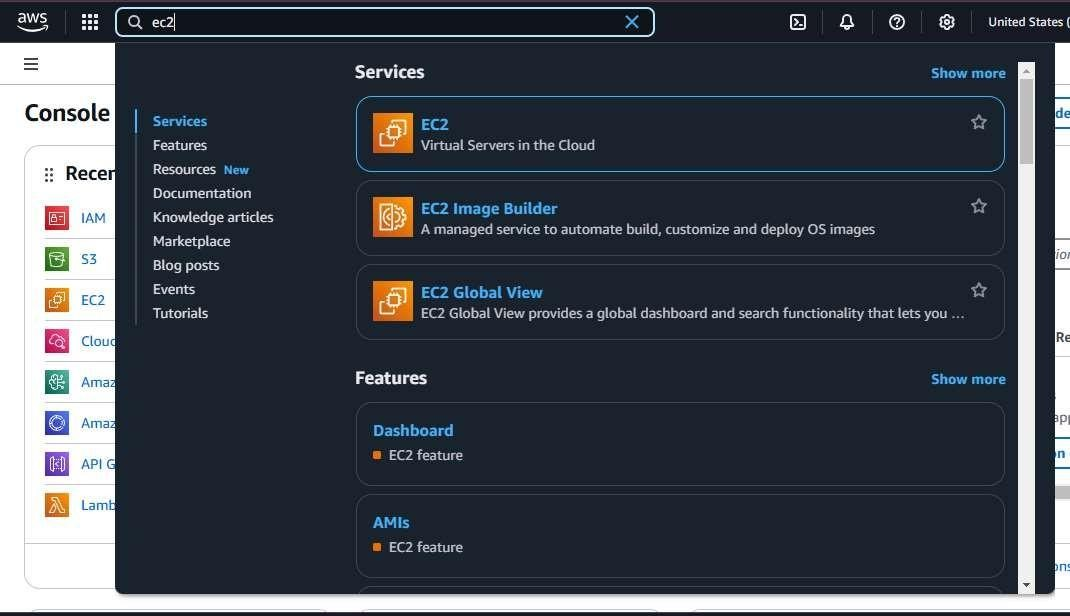 aws
ec2
United States (
Console
Recen
IAM
S3
EC2
Cloud
Amaz
Amaz
API G
Lamb
Services
Features
Resources New
Documentation
Knowledge articles
Marketplace
Blog posts
Events
Tutorials
Services
Show more
EC2
Virtual Servers in the Cloud
EC2 Image Builder
A managed service to automate build, customize and deploy OS images
EC2 Global View
EC2 Global View provides a global dashboard and search functionality that lets you ...
Features
Show more
Dashboard
EC2 feature
AMIs
EC2 feature